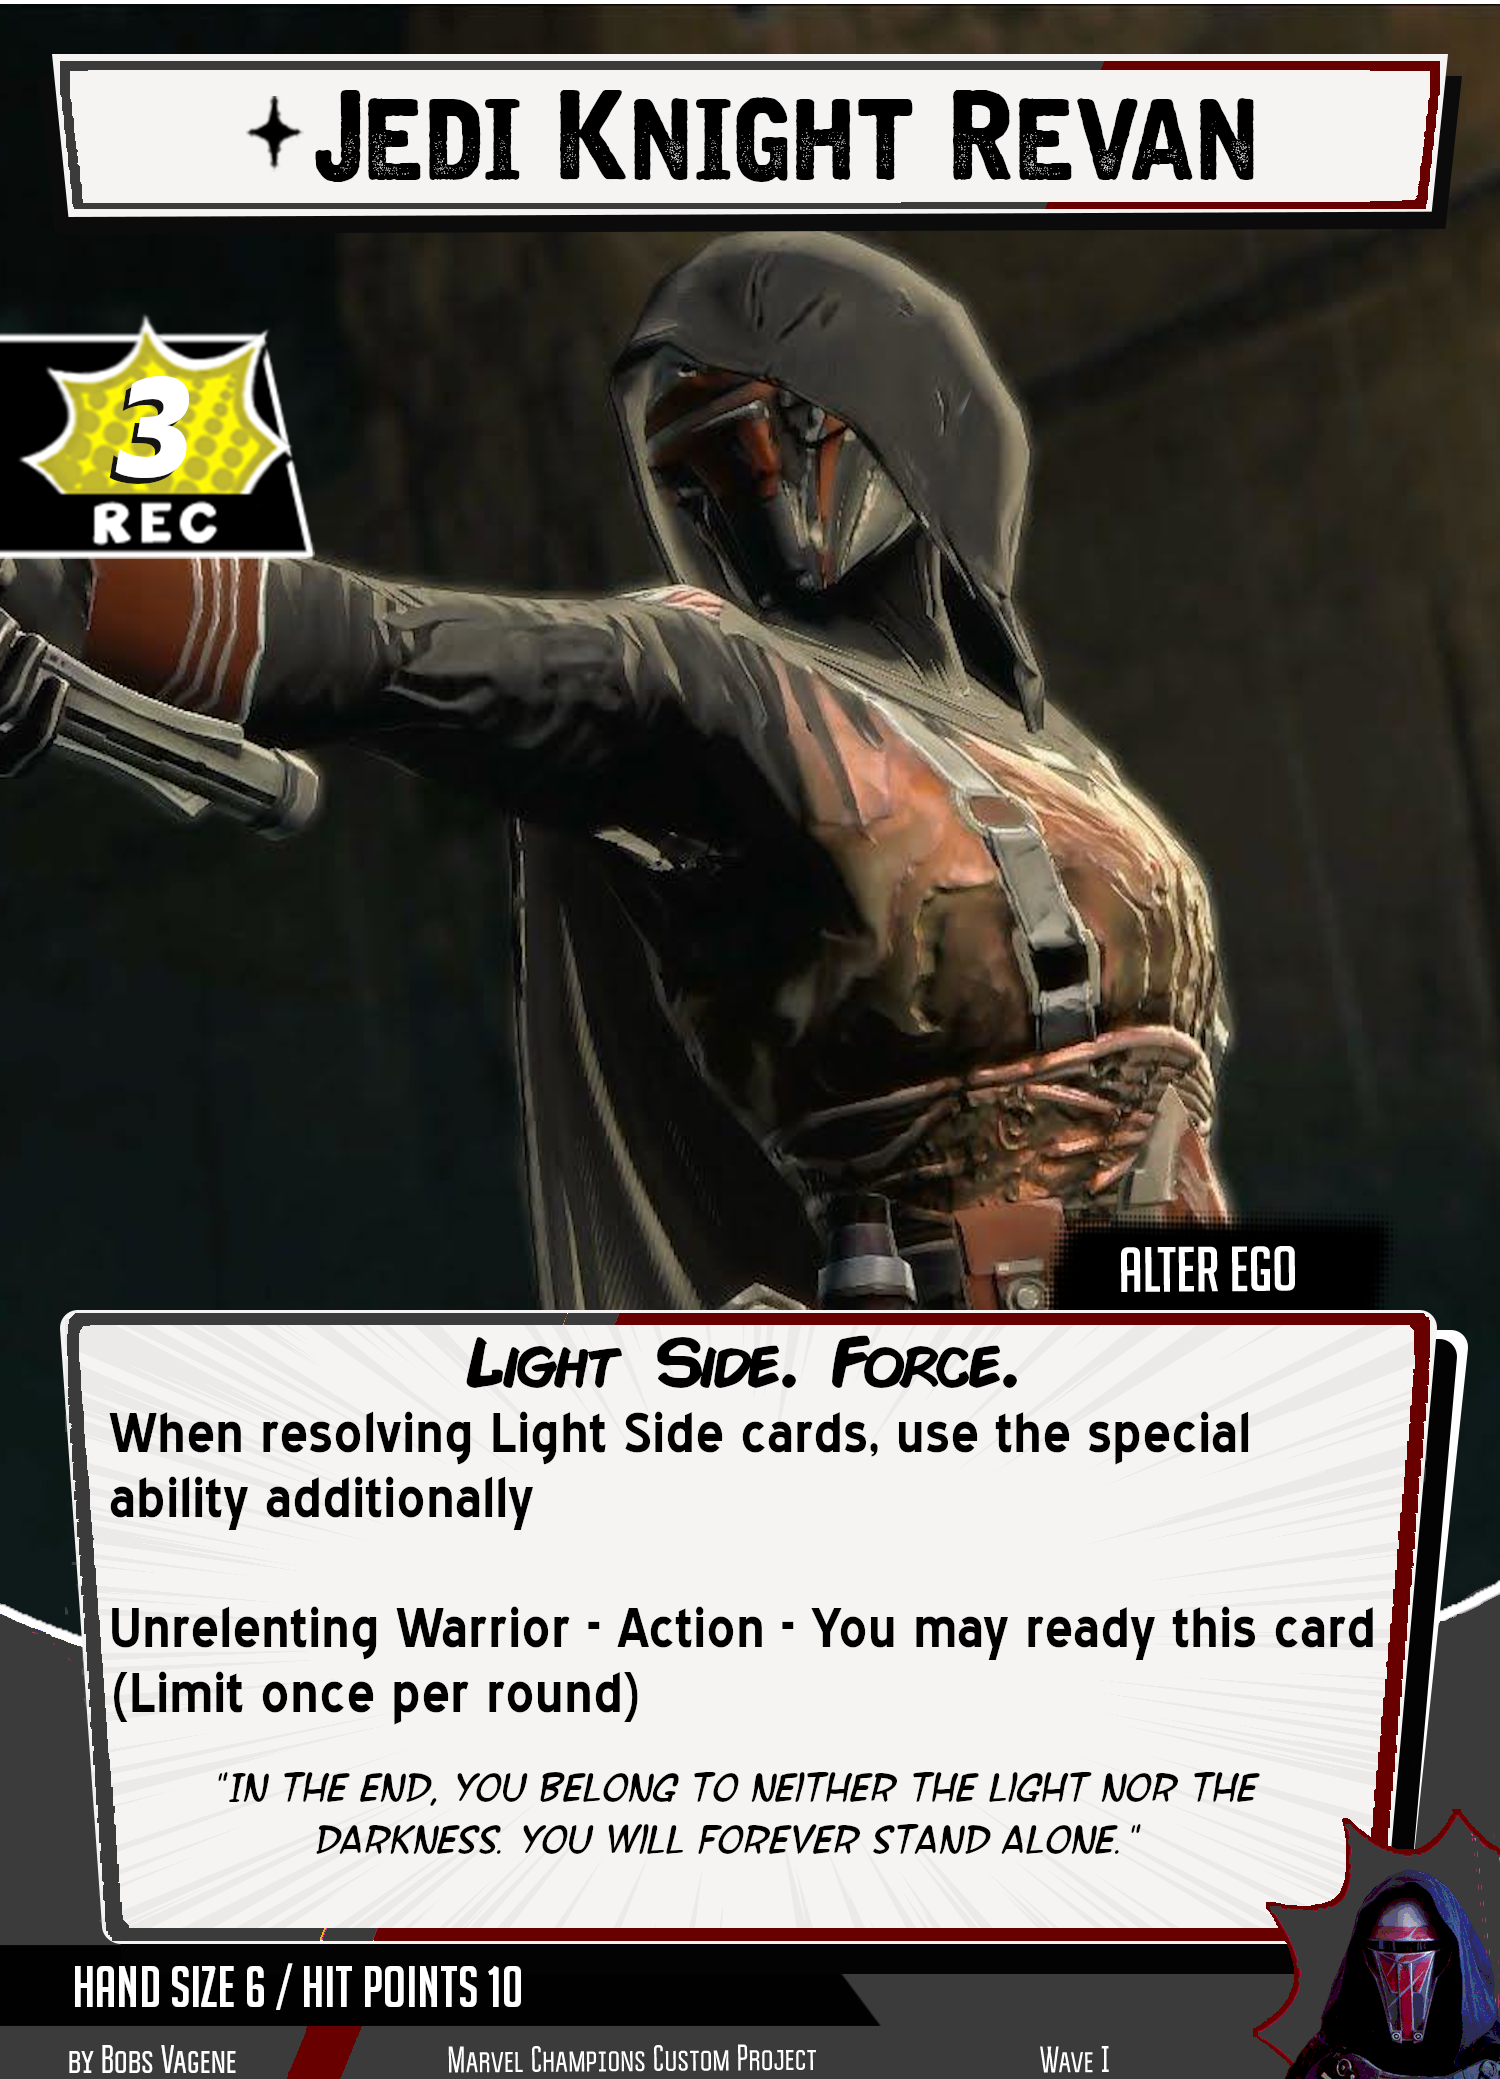 JEDI KNIGHT REVAN
3
REC
ALTER EGO
LIGHT SIDE. FORCE.
When resolving Light Side cards, use the special
ability additionally
Unrelenting Warrior - Action - You may ready this card
(Limit once per round)
"IN THE END, YOU BELONG TO NEITHER THE LIGHT NOR THE
DARKNESS. YOU WILL FOREVER STAND ALONE."
HAND SIZE 6 / HIT POINTS 10
BY BOBS VAGENE
MARVEL CHAMPIONS CUSTOM PROJECT
WAVE I